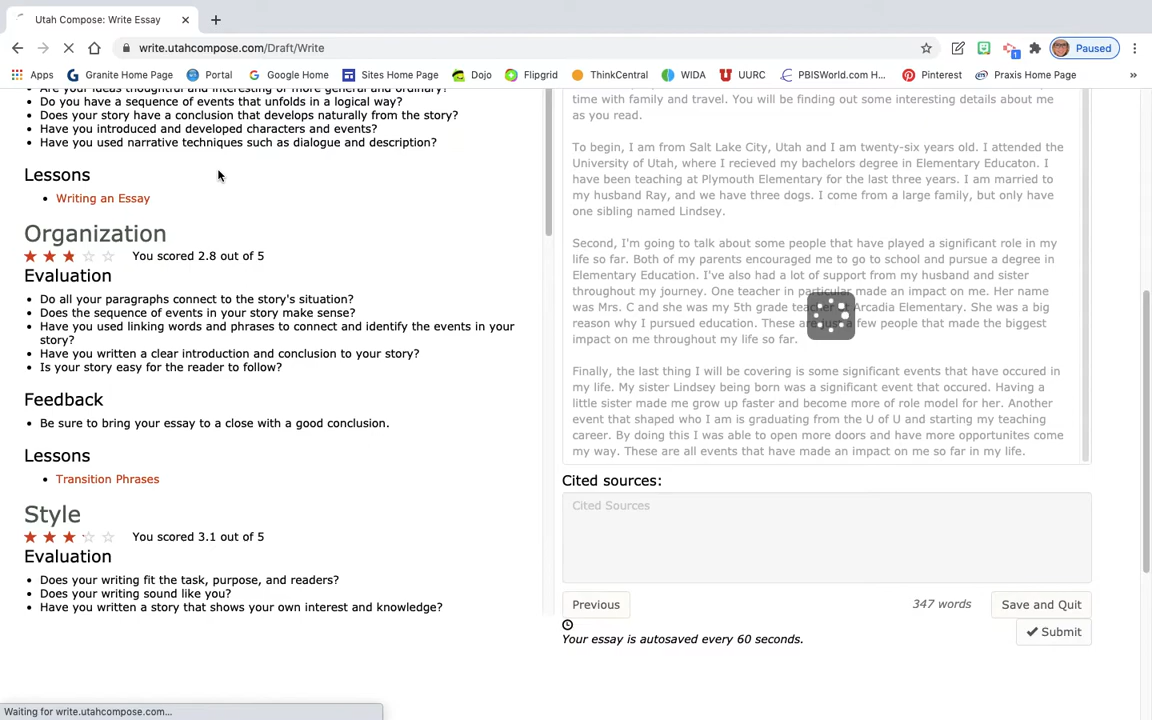 Utah Compose: Write Essay
write.utahcompose.com/Draft/Write
Paused
Apps Granite Home Page Portal Google Home Sites Home Page Dojo Flipgrid ThinkCentral WIDA UURC PBISWorld.com H... Pinterest Praxis Home Page »
Are your ideas thoughtful and interesting or more general and ordinary?
Do you have a sequence of events that unfolds in a logical way?
Does your story have a conclusion that develops naturally from the story?
Have you introduced and developed characters and events?
Have you used narrative techniques such as dialogue and description?
Lessons
Writing an Essay
Organization
You scored 2.8 out of 5
Evaluation
Do all your paragraphs connect to the story's situation?
Does the sequence of events in your story make sense?
Have you used linking words and phrases to connect and identify the events in your
story?
Have you written a clear introduction and conclusion to your story?
Is your story easy for the reader to follow?
Feedback
Be sure to bring your essay to a close with a good conclusion.
Lessons
Transition Phrases
Style
You scored 3.1 out of 5
Evaluation
Does your writing fit the task, purpose, and readers?
Does your writing sound like you?
Have you written a story that shows your own interest and knowledge?
time with family and travel. You will be finding out some interesting details about me
as you read.
To begin, I am from Salt Lake City, Utah and I am twenty-six years old. I attended the
University of Utah, where I recieved my bachelors degree in Elementary Educaton. I
have been teaching at Plymouth Elementary for the last three years. I am married to
my husband Ray, and we have three dogs. I come from a large family, but only have
one sibling named Lindsey.
Second, I'm going to talk about some people that have played a significant role in my
life so far. Both of my parents encouraged me to go to school and pursue a degree in
Elementary Education. I've also had a lot of support from my husband and sister
throughout my journey. One teacher in particular made an impact on me. Her name
was Mrs. C and she was my 5th grade teacher at Arcadia Elementary. She was a big
reason why I pursued education. These are just a few people that made the biggest
impact on me throughout my life so far.
Finally, the last thing I will be covering is some significant events that have occured in
my life. My sister Lindsey being born was a significant event that occured. Having a
little sister made me grow up faster and become more of role model for her. Another
event that shaped who I am is graduating from the U of U and starting my teaching
career. By doing this I was able to open more doors and have more opportunites come
my way. These are all events that have made an impact on me so far in my life.
Cited sources:
Cited Sources
Previous
347 words
Save and Quit
Your essay is autosaved every 60 seconds.
Submit
Waiting for write.utahcompose.com...